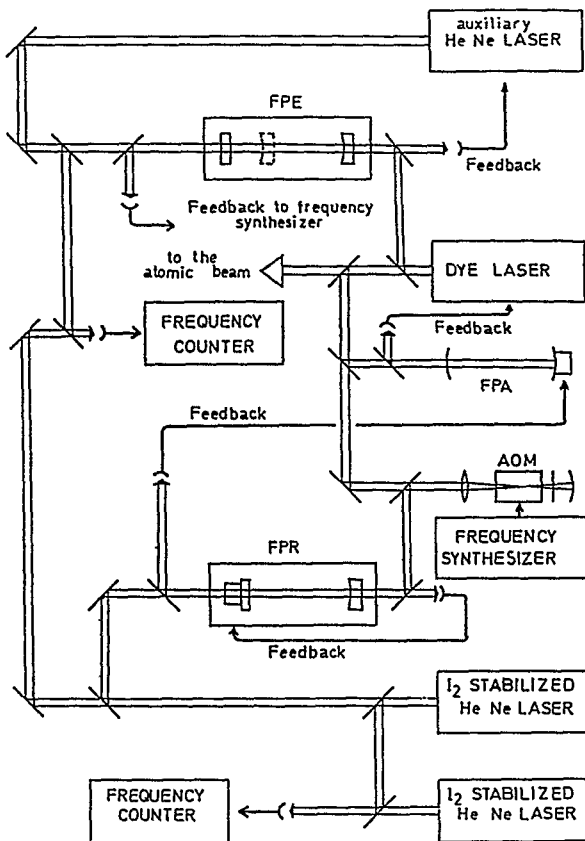 auxiliary
He Ne LASER
FPE
Feedback
Feedback to frequency
synthesizer
to the
atomic beam
DYE LASER
FREQUENCY
COUNTER
Feedback
FPA
Feedback
AOM
FREQUENCY
SYNTHESIZER
FPR
Feedback
I2 STABILIZED
He Ne LASER
FREQUENCY
COUNTER
I2 STABILIZED
He Ne LASER